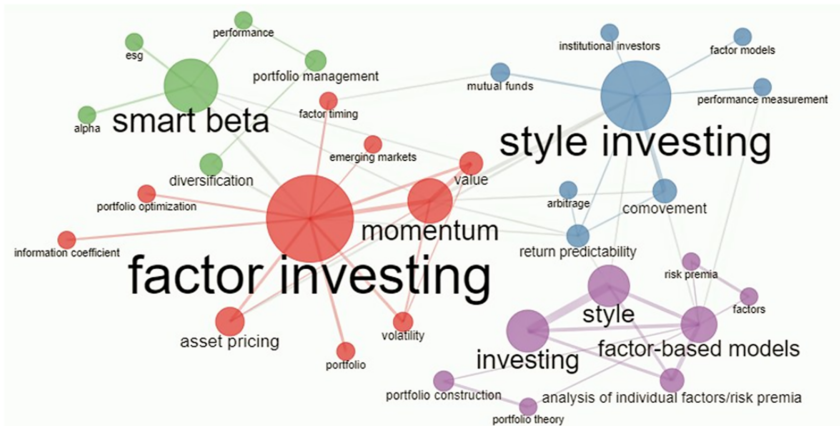 performance
institutional investors
esg
factor models
portfolio management
mutual funds
performance measurement
factor timing
alpha
smart beta
style investing
emerging markets
diversification
value
portfolio optimization
arbitrage
comovement
momentum
information coefficient
return predictability
factor investing
risk premia
factors
style
asset pricing
volatility
factor-based models
investing
portfolio
portfolio construction
analysis of individual factors/risk premia
portfolio theory